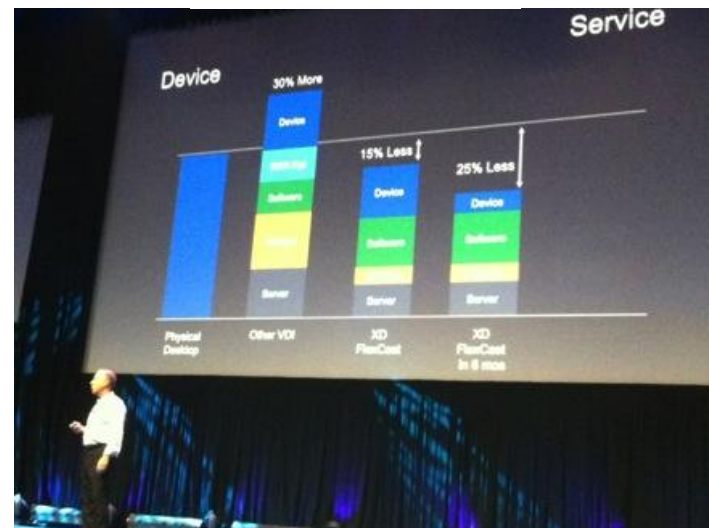 Service
Device
30% More
Device
Software
Server
15% Less
Device
Software
Server
25% Less
Device
Software
Server
Physical
Desktop
Other VDI
XD
FlexCast
XD
FlexCast
In 6 mos